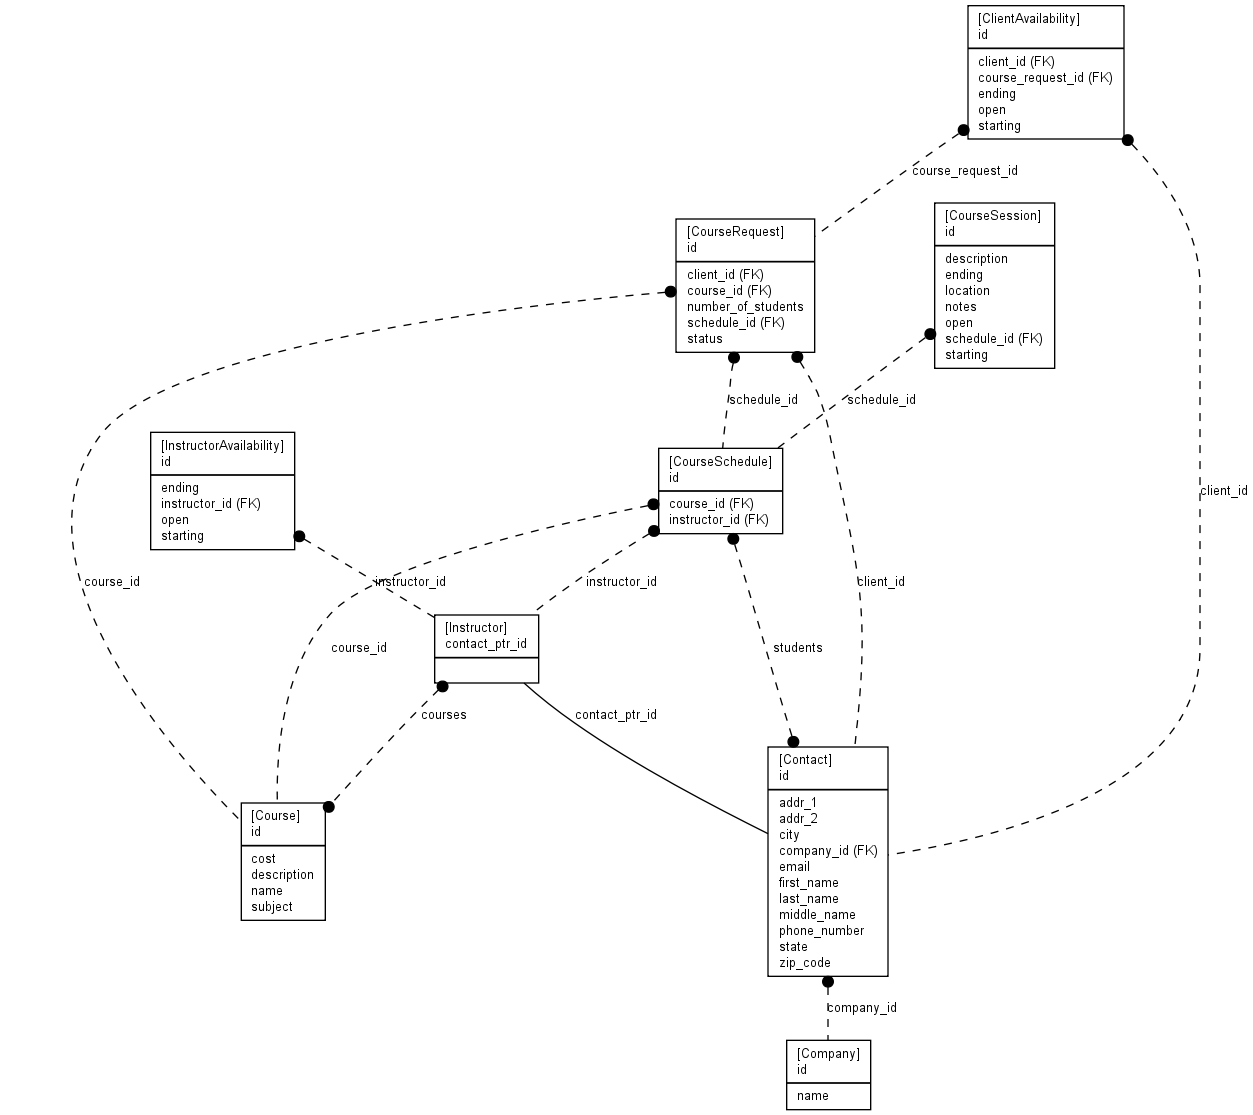 [ClientAvailability]
id
client_id (FK)
course_request_id (FK)
ending
open
starting
course_request_id
[CourseSession]
id
description
ending
location
notes
open
schedule_id (FK)
starting
[CourseRequest]
id
client_id (FK)
course_id (FK)
number_of_students
schedule_id (FK)
status
schedule_id
schedule_id
[InstructorAvailability]
id
ending
instructor_id (FK)
open
starting
[CourseSchedule]
id
course_id (FK)
instructor_id (FK)
client_id
course_id
instructor_id
instructor_id
client_id
[Instructor]
contact_ptr_id
course_id
students
courses
contact_ptr_id
[Contact]
id
addr_1
addr_2
city
company_id (FK)
email
first_name
last_name
middle_name
phone_number
state
zip_code
[Course]
id
cost
description
name
subject
company_id
[Company]
id
name